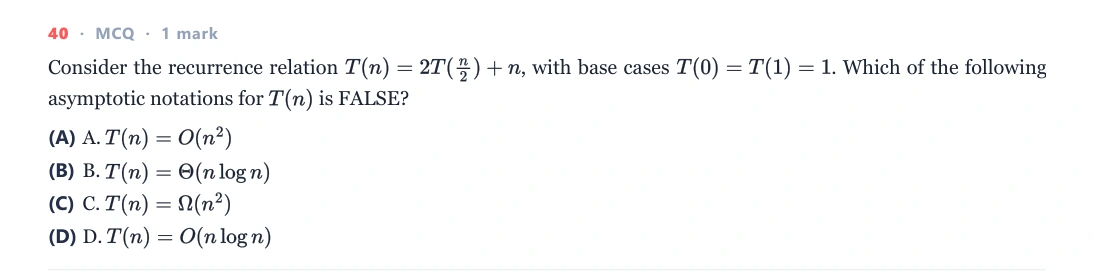 40 · MCQ · 1 mark
Consider the recurrence relation T(n) = 2T(n/2) + n, with base cases T(0) = T(1) = 1. Which of the following
asymptotic notations for T(n) is FALSE?
(A) A. T(n) = O(n²)
(B) B. T(n) = Θ(n log n)
(C) C. T(n) = Ω(n²)
(D) D. T(n) = O(n log n)